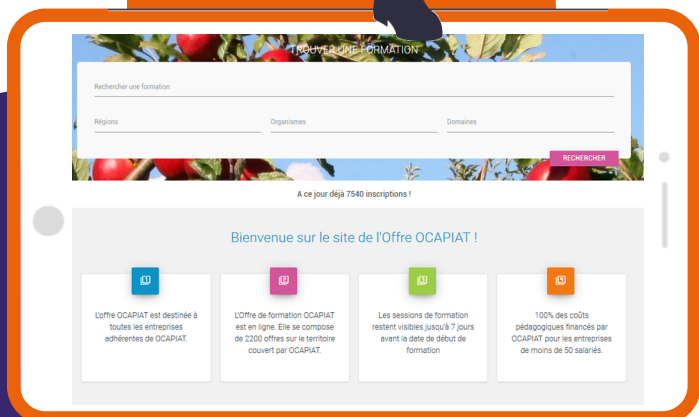 TROUVER UNE FORMATION
Rechercher une formation
Régions
Organismes
Domaines
RECHERCHER
A ce jour déjà 7540 inscriptions !
Bienvenue sur le site de l'Offre OCAPIAT !
1
L'offre OCAPIAT est destinée à
toutes les entreprises
adhérentes de OCAPIAT.
2
L'Offre de formation OCAPIAT
est en ligne. Elle se compose
de 2200 offres sur le territoire
couvert par OCAPIAT.
3
Les sessions de formation
restent visibles jusqu'à 7 jours
avant la date de début de
formation
4
100% des coûts
pédagogiques financés par
OCAPIAT pour les entreprises
de moins de 50 salariés.